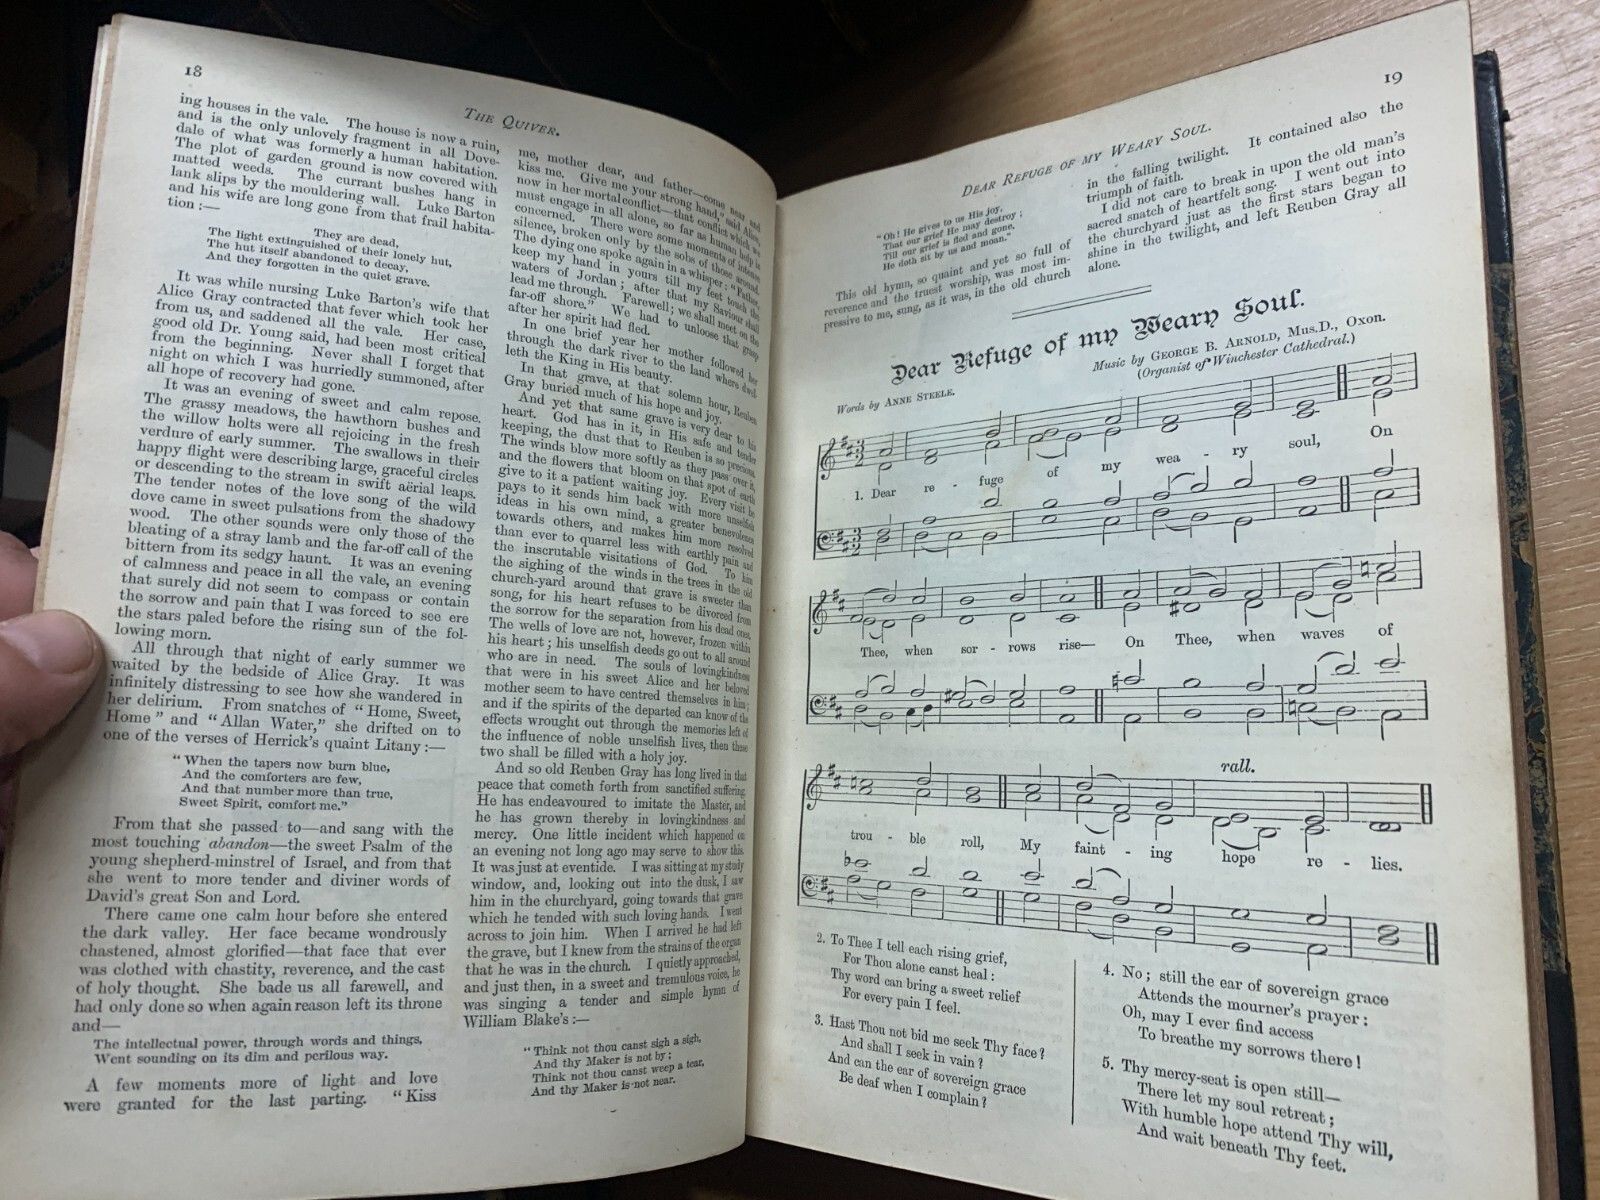 18
THE QUIVER.
ing houses in the vale. The house is now a ruin,
and is the only unlovely fragment in all Dove-
dale of what was formerly a human habitation.
The plot of garden ground is now covered with
matted weeds. The currant bushes hang in
lank slips by the mouldering wall. Luke Barton
and his wife are long gone from that frail habita-
tion :—
They are dead,
The light extinguished of their lonely hut,
The hut itself abandoned to decay,
And they forgotten in the quiet grave.
It was while nursing Luke Barton's wife that
Alice Gray contracted that fever which took her
from us, and saddened all the vale. Her case,
good old Dr. Young said, had been most critical
from the beginning. Never shall I forget that
night on which I was hurriedly summoned, after
all hope of recovery had gone.
It was an evening of sweet and calm repose.
The grassy meadows, the hawthorn bushes and
the willow holts were all rejoicing in the fresh
verdure of early summer. The swallows in their
happy flight were describing large, graceful circles
or descending to the stream in swift aërial leaps.
The tender notes of the love song of the wild
dove came in sweet pulsations from the shadowy
wood. The other sounds were only those of the
bleating of a stray lamb and the far-off call of the
bittern from its sedgy haunt. It was an evening
of calmness and peace in all the vale, an evening
that surely did not seem to compass or contain
the sorrow and pain that I was forced to see ere
the stars paled before the rising sun of the fol-
lowing morn.
All through that night of early summer we
waited by the bedside of Alice Gray. It was
infinitely distressing to see how she wandered in
her delirium. From snatches of "Home, Sweet,
Home" and "Allan Water," she drifted on to
one of the verses of Herrick's quaint Litany :—
"When the tapers now burn blue,
And the comforters are few,
And that number more than true,
Sweet Spirit, comfort me."
From that she passed to—and sang with the
most touching abandon—the sweet Psalm of the
young shepherd-minstrel of Israel, and from that
she went to more tender and diviner words of
David's great Son and Lord.
There came one calm hour before she entered
the dark valley. Her face became wondrously
chastened, almost glorified—that face that ever
was clothed with chastity, reverence, and the cast
of holy thought. She bade us all farewell, and
had only done so when again reason left its throne
and—
The intellectual power, through words and things,
Went sounding on its dim and perilous way.
A few moments more of light and love
were granted for the last parting. "Kiss
me, mother dear, and father—come near and
kiss me. Give me your strong hand," said Alice,
now in her mortal conflict—that conflict which we
must engage in all alone, so far as human help is
concerned. There were some moments of intense
silence, broken only by the sobs of those around.
The dying one spoke again in a whisper: "Father,
keep my hand in yours till my feet touch the
waters of Jordan; after that my Saviour shall
lead me through. Farewell; we shall meet on the
far-off shore." We had to unloose that grasp
after her spirit had fled.
In one brief year her mother followed her
through the dark river to the land where dwel-
leth the King in His beauty.
In that grave, at that solemn hour, Reuben
Gray buried much of his hope and joy.
And yet that same grave is very dear to his
heart. God has in it, in His safe and tender
keeping, the dust that to Reuben is so precious.
The winds blow more softly as they pass over it,
and the flowers that bloom on that spot of earth
give to it a patient waiting joy. Every visit he
pays to it sends him back with more unselfish
ideas in his own mind, a greater benevolence
towards others, and makes him more resolved
than ever to quarrel less with earthly pain and
the inscrutable visitations of God. To him
the sighing of the winds in the trees in the old
church-yard around that grave is sweeter than
song, for his heart refuses to be divorced from
the sorrow for the separation from his dead ones.
The wells of love are not, however, frozen within
his heart; his unselfish deeds go out to all around
who are in need. The souls of lovingkindness
that were in his sweet Alice and her beloved
mother seem to have centred themselves in him;
and if the spirits of the departed can know of the
effects wrought out through the memories left of
the influence of noble unselfish lives, then these
two shall be filled with a holy joy.
And so old Reuben Gray has long lived in that
peace that cometh forth from sanctified suffering.
He has endeavoured to imitate the Master, and
he has grown thereby in lovingkindness and
mercy. One little incident which happened on
an evening not long ago may serve to show this.
It was just at eventide. I was sitting at my study
window, and, looking out into the dusk, I saw
him in the churchyard, going towards that grave
which he tended with such loving hands. I went
across to join him. When I arrived he had left
the grave, but I knew from the strains of the organ
that he was in the church. I quietly approached,
and just then, in a sweet and tremulous voice, he
was singing a tender and simple hymn of
William Blake's :—
"Think not thou canst sigh a sigh,
And thy Maker is not by;
Think not thou canst weep a tear,
And thy Maker is not near.
DEAR REFUGE OF MY WEARY SOUL.
19
"Oh! He gives to us His joy,
That our grief He may destroy;
Till our grief is fled and gone,
He doth sit by us and moan."
This old hymn, so quaint and yet so full of
reverence and the truest worship, was most im-
pressive to me, sung, as it was, in the old church
in the falling twilight. It contained also the
triumph of faith.
I did not care to break in upon the old man's
sacred snatch of heartfelt song. I went out into
the churchyard just as the first stars began to
shine in the twilight, and left Reuben Gray all
alone.
Dear Refuge of my Weary Soul.
Words by ANNE STEELE.
Music by GEORGE B. ARNOLD, MUS.D., OXON.
(Organist of Winchester Cathedral.)
1. Dear re - fuge of my wea - ry soul, On
Thee, when sor - rows rise— On Thee, when waves of
rall.
trou - ble roll, My faint - ing hope re - lies.
2. To Thee I tell each rising grief,
For Thou alone canst heal :
Thy word can bring a sweet relief
For every pain I feel.
3. Hast Thou not bid me seek Thy face?
And shall I seek in vain?
And can the ear of sovereign grace
Be deaf when I complain?
4. No; still the ear of sovereign grace
Attends the mourner's prayer :
Oh, may I ever find access
To breathe my sorrows there!
5. Thy mercy-seat is open still—
There let my soul retreat;
With humble hope attend Thy will,
And wait beneath Thy feet.